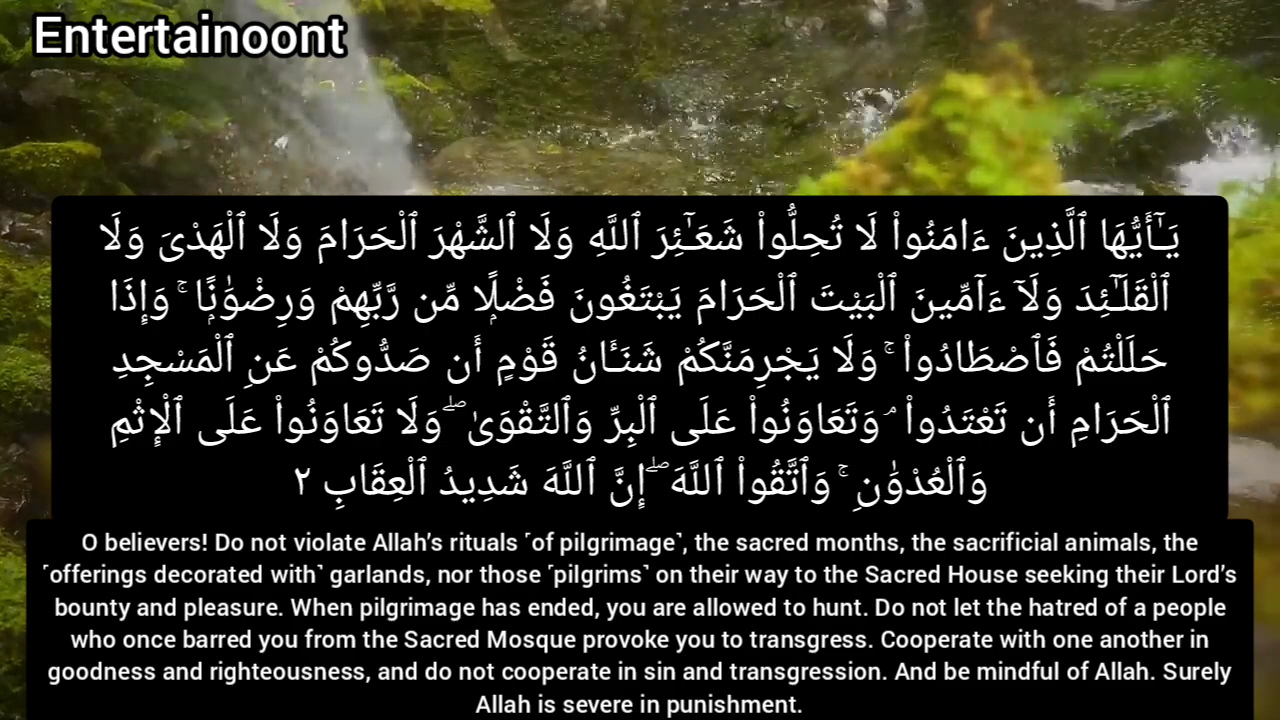 Entertainoont
يَـٰٓأَيُّهَا ٱلَّذِينَ ءَامَنُوا۟ لَا تُحِلُّوا۟ شَعَـٰٓئِرَ ٱللَّهِ وَلَا ٱلشَّهْرَ ٱلْحَرَامَ وَلَا ٱلْهَدْىَ وَلَا
ٱلْقَلَـٰٓئِدَ وَلَآ ءَآمِّينَ ٱلْبَيْتَ ٱلْحَرَامَ يَبْتَغُونَ فَضْلًۭا مِّن رَّبِّهِمْ وَرِضْوَٰنًۭا ۚ وَإِذَا
حَلَلْتُمْ فَٱصْطَادُوا۟ ۚ وَلَا يَجْرِمَنَّكُمْ شَنَـَٔانُ قَوْمٍ أَن صَدُّوكُمْ عَنِ ٱلْمَسْجِدِ
ٱلْحَرَامِ أَن تَعْتَدُوا۟ ۘ وَتَعَاوَنُوا۟ عَلَى ٱلْبِرِّ وَٱلتَّقْوَىٰ ۖ وَلَا تَعَاوَنُوا۟ عَلَى ٱلْإِثْمِ
وَٱلْعُدْوَٰنِ ۚ وَٱتَّقُوا۟ ٱللَّهَ ۖ إِنَّ ٱللَّهَ شَدِيدُ ٱلْعِقَابِ ٢
O believers! Do not violate Allah’s rituals ˹of pilgrimage˺, the sacred months, the sacrificial animals, the
˹offerings decorated with˺ garlands, nor those ˹pilgrims˺ on their way to the Sacred House seeking their Lord’s
bounty and pleasure. When pilgrimage has ended, you are allowed to hunt. Do not let the hatred of a people
who once barred you from the Sacred Mosque provoke you to transgress. Cooperate with one another in
goodness and righteousness, and do not cooperate in sin and transgression. And be mindful of Allah. Surely
Allah is severe in punishment.